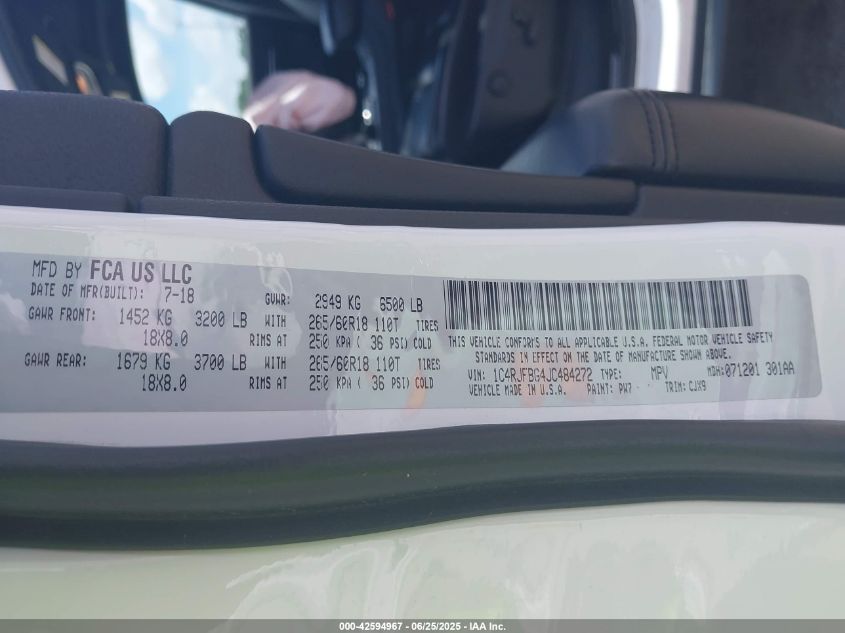 MFD BY FCA US LLC
DATE OF MFR(BUILT): 7-18 GVWR: 2949 KG 6500 LB
GAWR FRONT: 1452 KG 3200 LB WITH 265/60R18 110T TIRES
18X8.0 RIMS AT 250 KPA ( 36 PSI) COLD
GAWR REAR: 1679 KG 3700 LB WITH 265/60R18 110T TIRES
18X8.0 RIMS AT 250 KPA ( 36 PSI) COLD
THIS VEHICLE CONFORMS TO ALL APPLICABLE U.S.A. FEDERAL MOTOR VEHICLE SAFETY
STANDARDS IN EFFECT ON THE DATE OF MANUFACTURE SHOWN ABOVE.
VIN: 1C4RJFBG4JC484272 TYPE: MPV MDH: 071201 301AA
VEHICLE MADE IN U.S.A. PAINT: PW7 - TRIM: CJX9
000-42594967 - 06/25/2025 - IAA Inc.